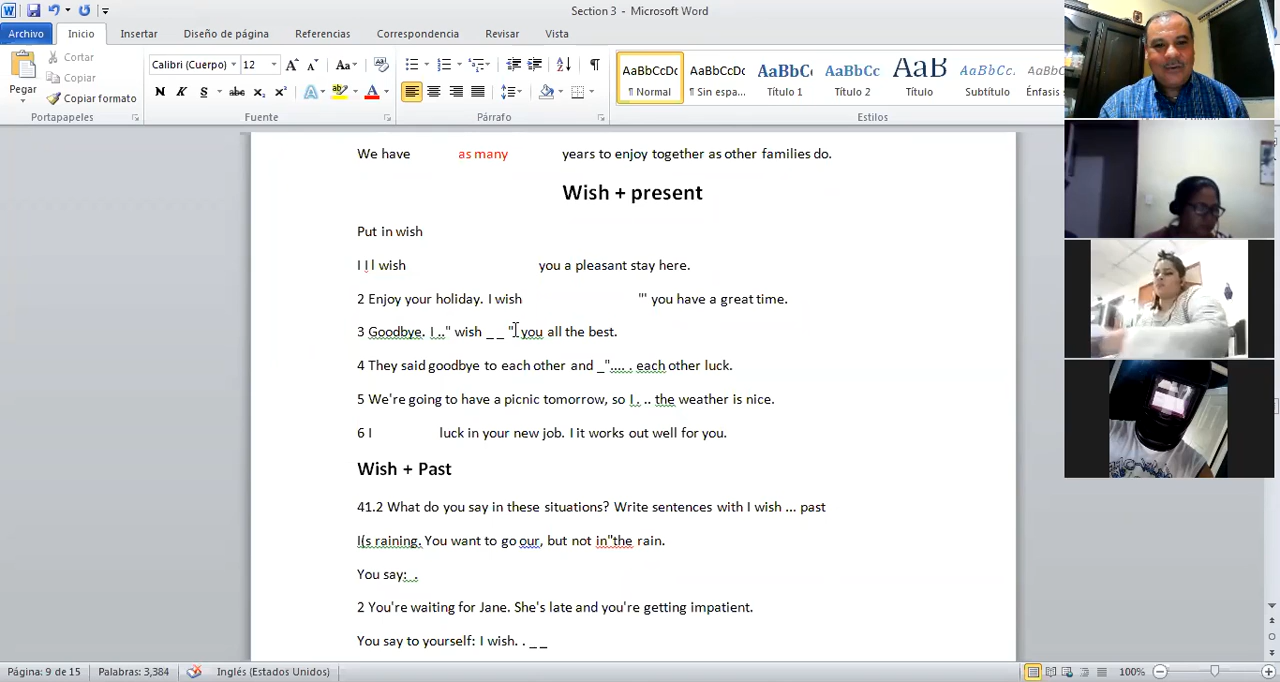 Section 3 - Microsoft Word
Archivo Inicio Insertar Diseño de página Referencias Correspondencia Revisar Vista
Pegar
Cortar
Copiar
Copiar formato
Portapapeles
Calibri (Cuerpo) 12
Fuente
Párrafo
AaBbCcDc AaBbCcDc AaBbC AaBbCc AaB AaBbCc. AaBbC
¶ Normal ¶ Sin espa... Título 1 Título 2 Título Subtítulo Énfasis
Estilos
We have as many years to enjoy together as other families do.
Wish + present
Put in wish
I I l wish you a pleasant stay here.
2 Enjoy your holiday. I wish "' you have a great time.
3 Goodbye. I .." wish _ _ " you all the best.
4 They said goodbye to each other and _".... . each other luck.
5 We're going to have a picnic tomorrow, so I . .. the weather is nice.
6 I luck in your new job. I it works out well for you.
Wish + Past
41.2 What do you say in these situations? Write sentences with I wish ... past
I(s raining. You want to go our, but not in"the rain.
You say:_.
2 You're waiting for Jane. She's late and you're getting impatient.
You say to yourself: I wish. . _ _
Página: 9 de 15 Palabras: 3,384 Inglés (Estados Unidos) 100%